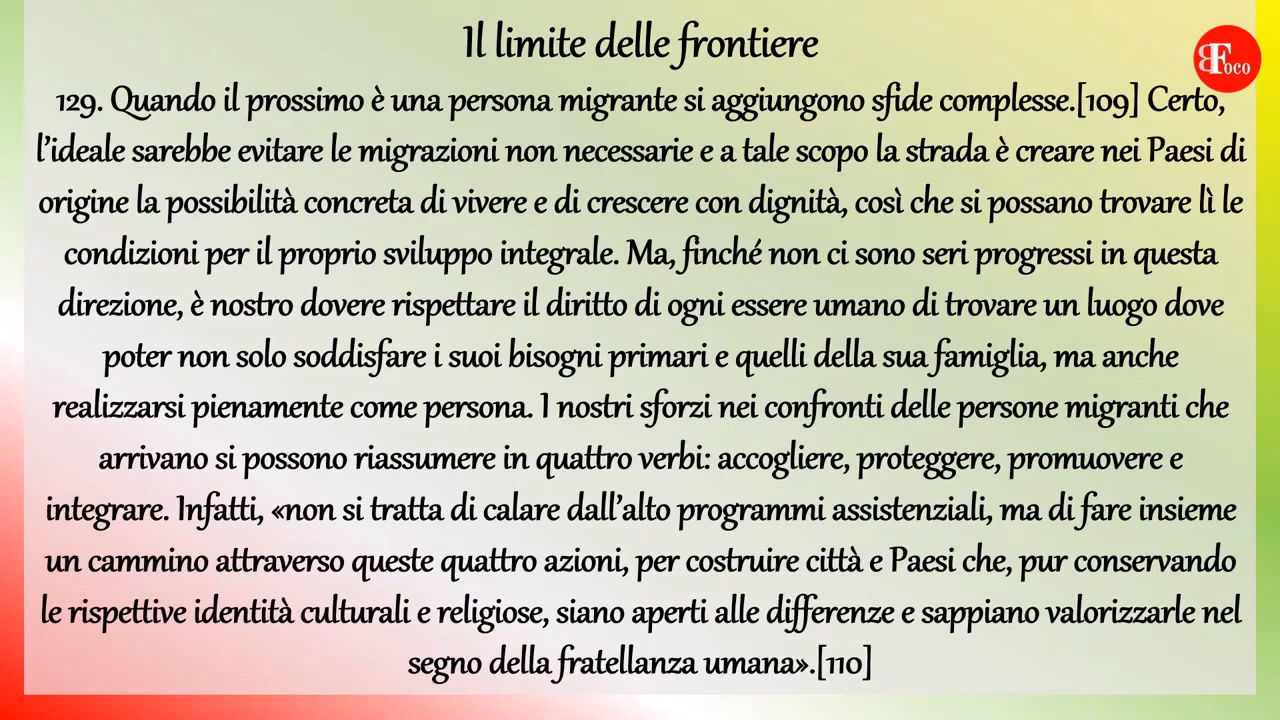 Il limite delle frontiere
BFoco
129. Quando il prossimo è una persona migrante si aggiungono sfide complesse.[109] Certo,
l’ideale sarebbe evitare le migrazioni non necessarie e a tale scopo la strada è creare nei Paesi di
origine la possibilità concreta di vivere e di crescere con dignità, così che si possano trovare lì le
condizioni per il proprio sviluppo integrale. Ma, finché non ci sono seri progressi in questa
direzione, è nostro dovere rispettare il diritto di ogni essere umano di trovare un luogo dove
poter non solo soddisfare i suoi bisogni primari e quelli della sua famiglia, ma anche
realizzarsi pienamente come persona. I nostri sforzi nei confronti delle persone migranti che
arrivano si possono riassumere in quattro verbi: accogliere, proteggere, promuovere e
integrare. Infatti, «non si tratta di calare dall’alto programmi assistenziali, ma di fare insieme
un cammino attraverso queste quattro azioni, per costruire città e Paesi che, pur conservando
le rispettive identità culturali e religiose, siano aperti alle differenze e sappiano valorizzarle nel
segno della fratellanza umana».[110]